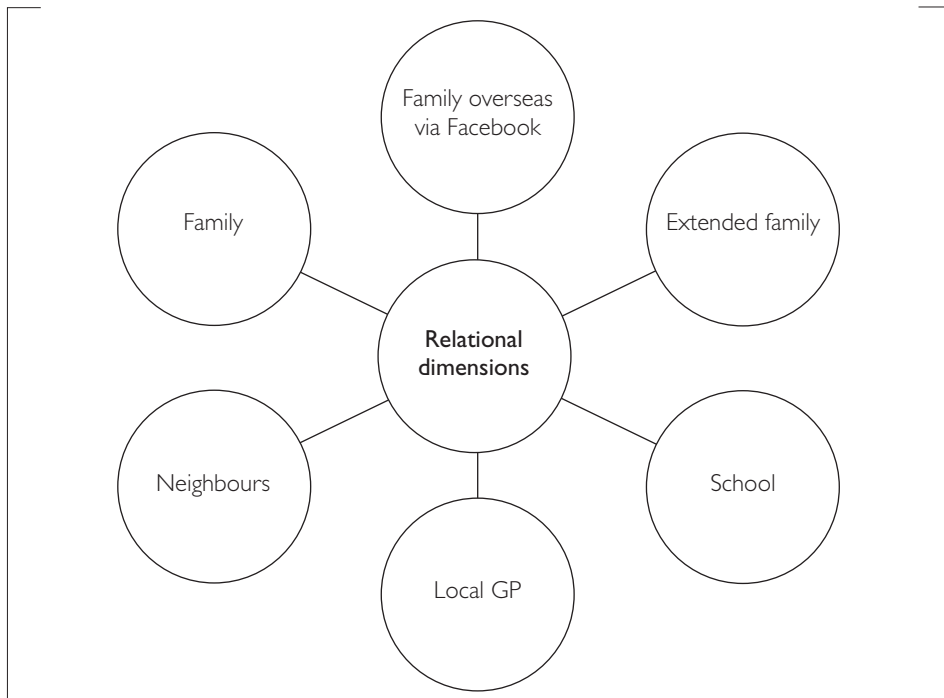 Family overseas
via Facebook
Family
Extended family
Relational
dimensions
Neighbours
School
Local GP